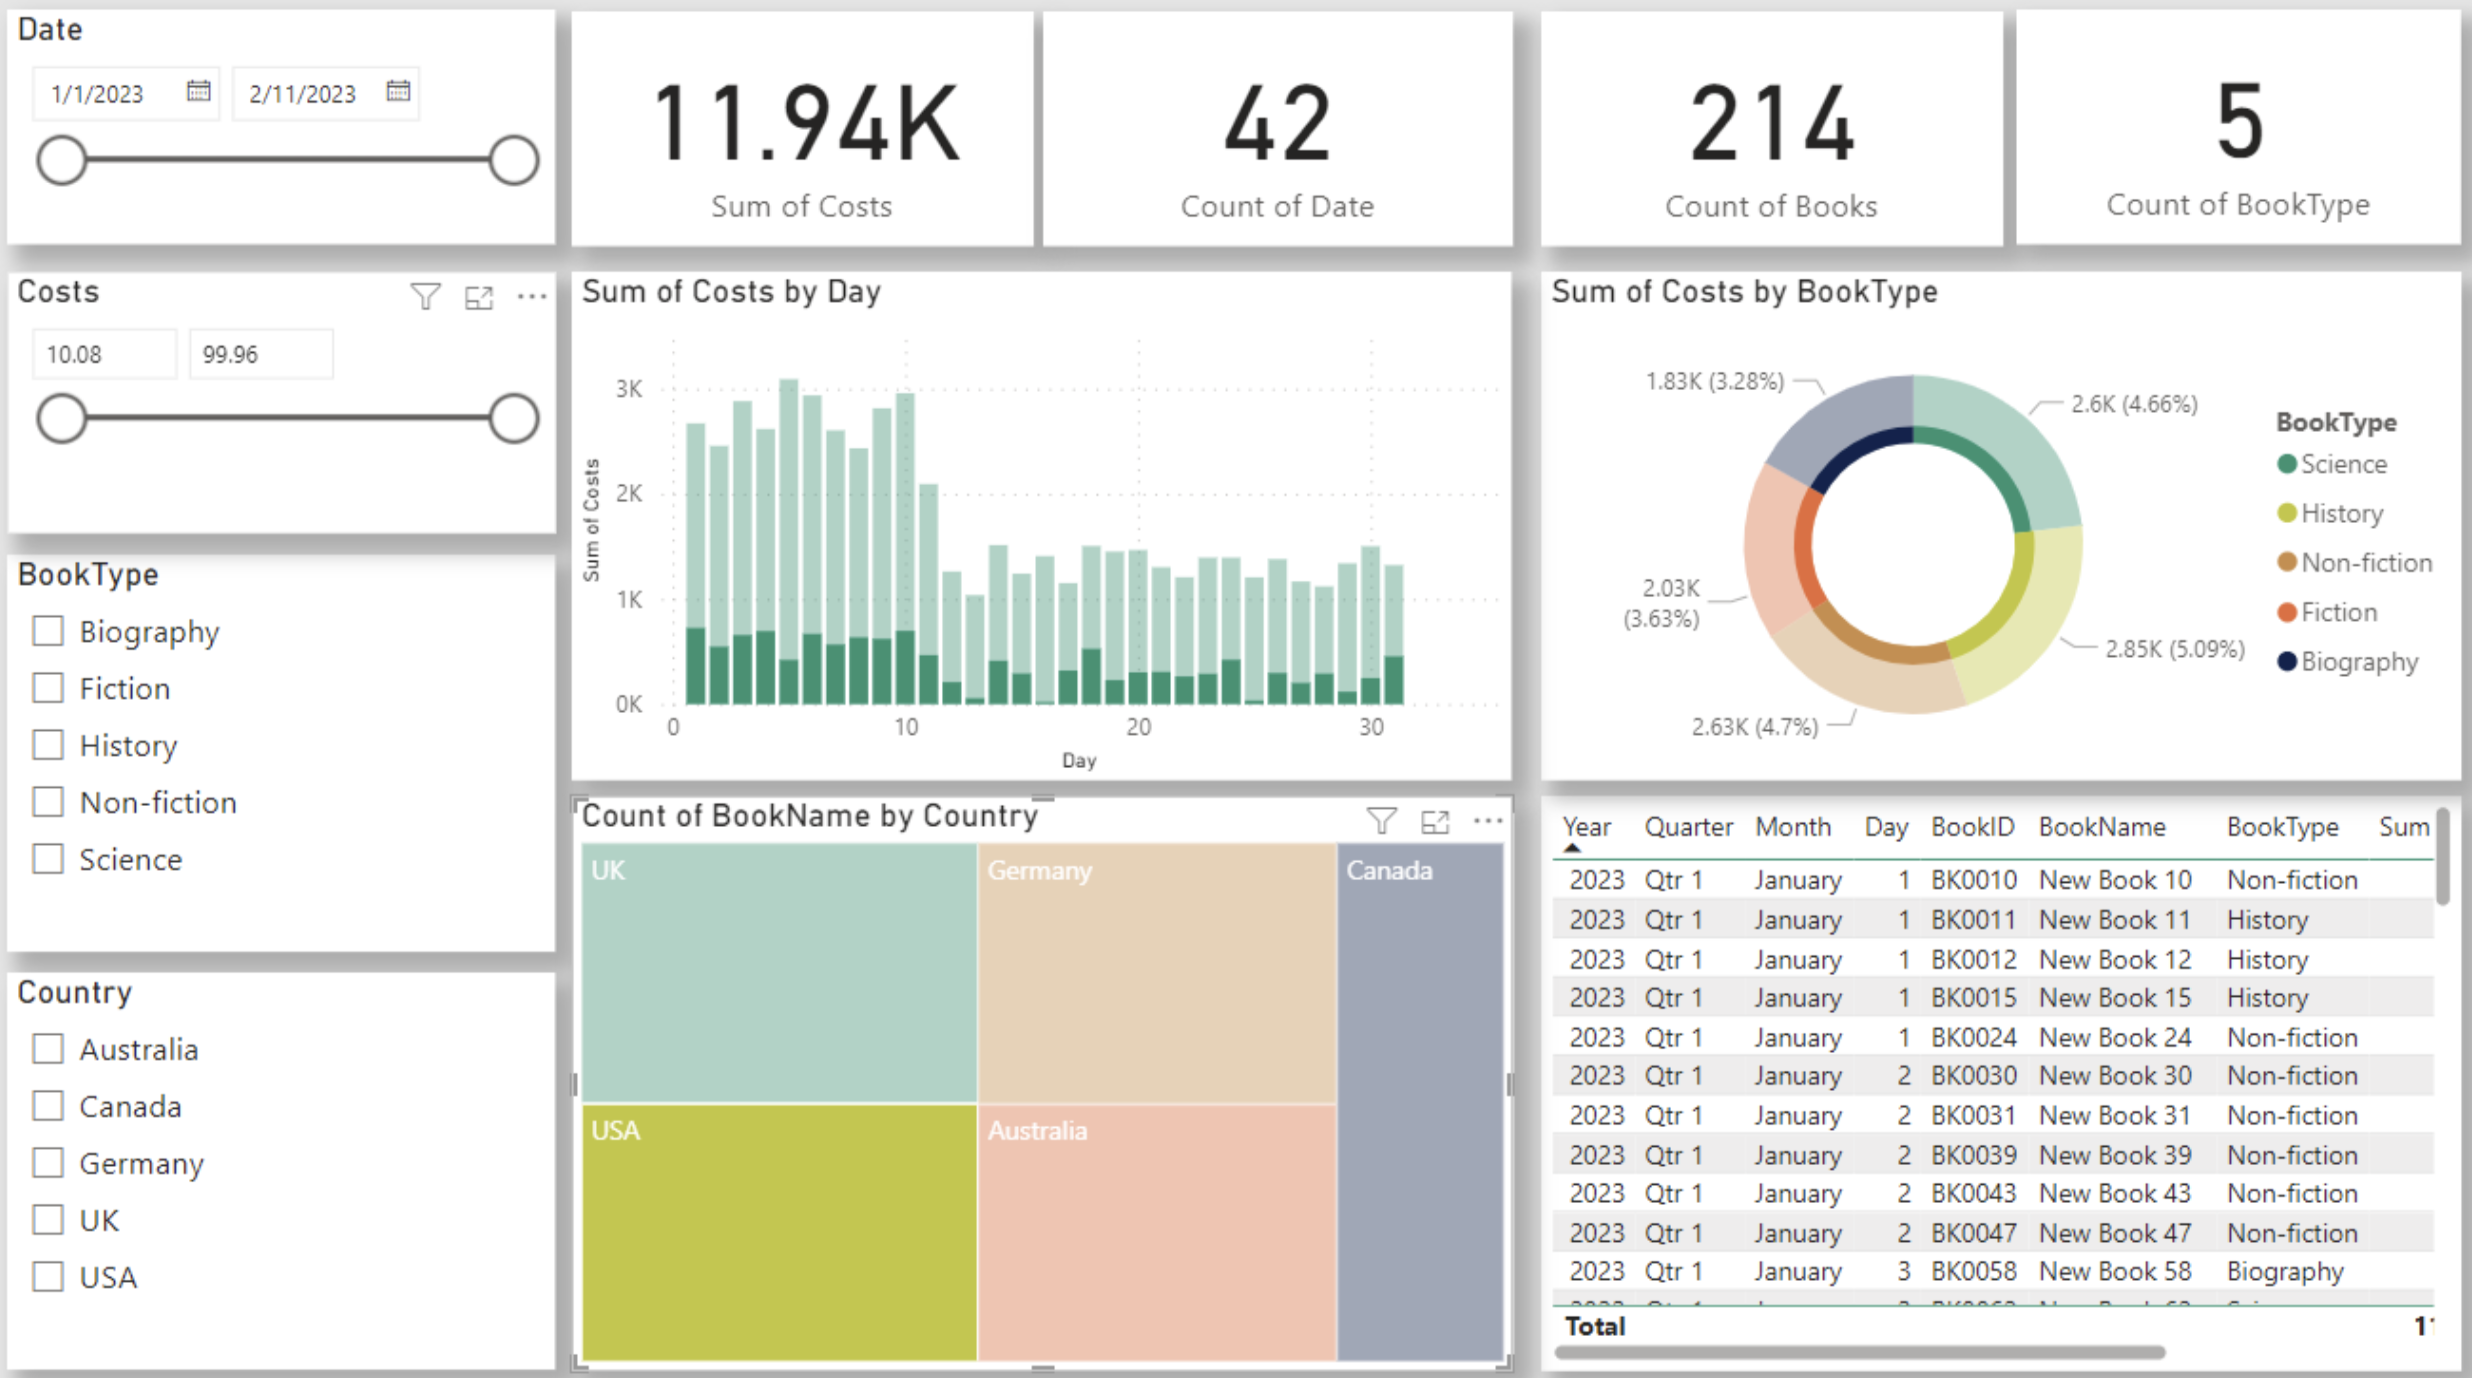 Date
1/1/2023 2/11/2023
11.94K
Sum of Costs
42
Count of Date
214
Count of Books
5
Count of BookType
Costs
10.08 99.96
BookType
Biography
Fiction
History
Non-fiction
Science
Country
Australia
Canada
Germany
UK
USA
Sum of Costs by Day
Sum of Costs
3K
2K
1K
0K
0 10 20 30
Day
Sum of Costs by BookType
1.83K (3.28%)
2.6K (4.66%)
2.03K
(3.63%)
2.85K (5.09%)
2.63K (4.7%)
BookType
Science
History
Non-fiction
Fiction
Biography
Count of BookName by Country
UK Germany Canada
USA Australia
Year Quarter Month Day BookID BookName BookType Sum
2023 Qtr 1 January 1 BK0010 New Book 10 Non-fiction
2023 Qtr 1 January 1 BK0011 New Book 11 History
2023 Qtr 1 January 1 BK0012 New Book 12 History
2023 Qtr 1 January 1 BK0015 New Book 15 History
2023 Qtr 1 January 1 BK0024 New Book 24 Non-fiction
2023 Qtr 1 January 2 BK0030 New Book 30 Non-fiction
2023 Qtr 1 January 2 BK0031 New Book 31 Non-fiction
2023 Qtr 1 January 2 BK0039 New Book 39 Non-fiction
2023 Qtr 1 January 2 BK0043 New Book 43 Non-fiction
2023 Qtr 1 January 2 BK0047 New Book 47 Non-fiction
2023 Qtr 1 January 3 BK0058 New Book 58 Biography
Total